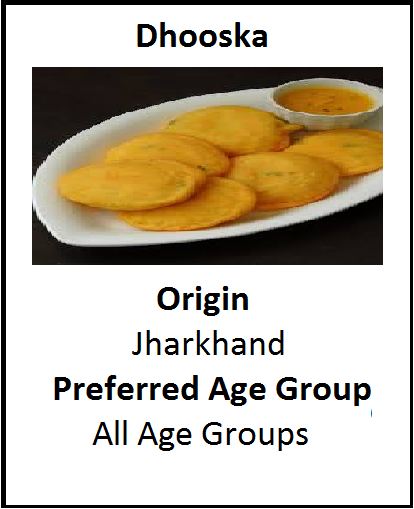 Dhooska
Origin
Jharkhand
Preferred Age Group
All Age Groups